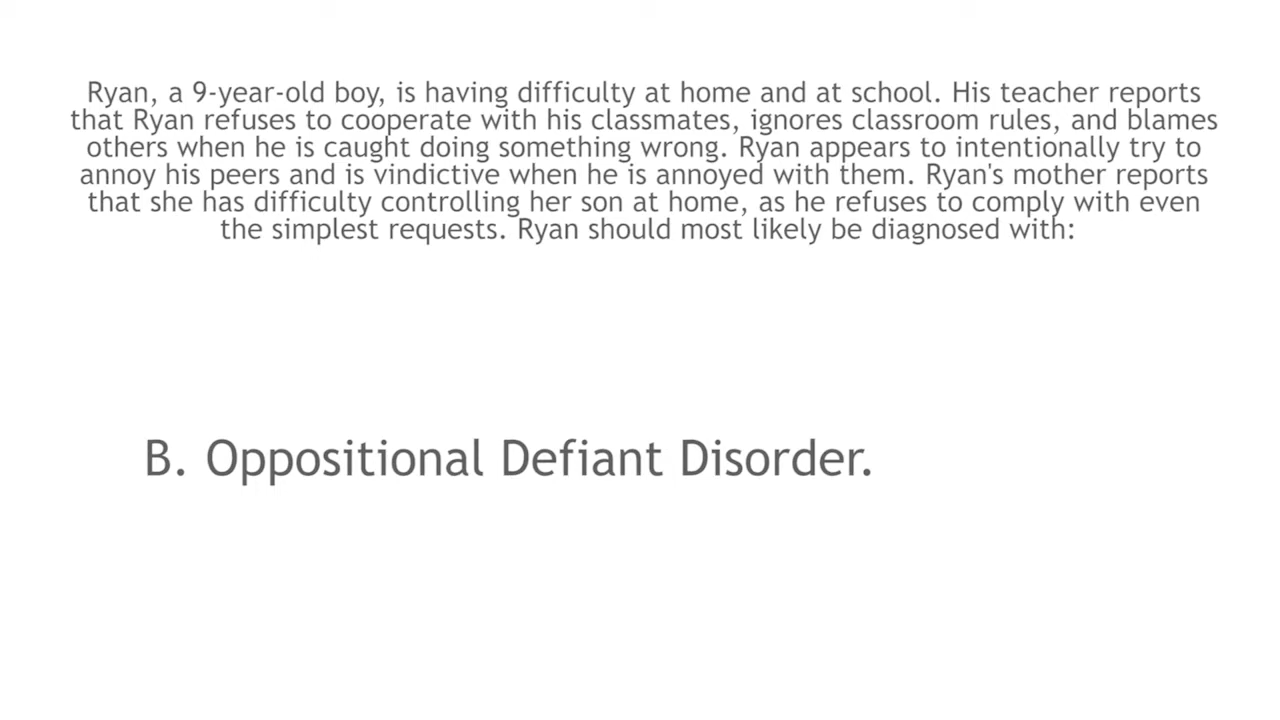 Ryan, a 9-year-old boy, is having difficulty at home and at school. His teacher reports
that Ryan refuses to cooperate with his classmates, ignores classroom rules, and blames
others when he is caught doing something wrong. Ryan appears to intentionally try to
annoy his peers and is vindictive when he is annoyed with them. Ryan's mother reports
that she has difficulty controlling her son at home, as he refuses to comply with even
the simplest requests. Ryan should most likely be diagnosed with:
B. Oppositional Defiant Disorder.